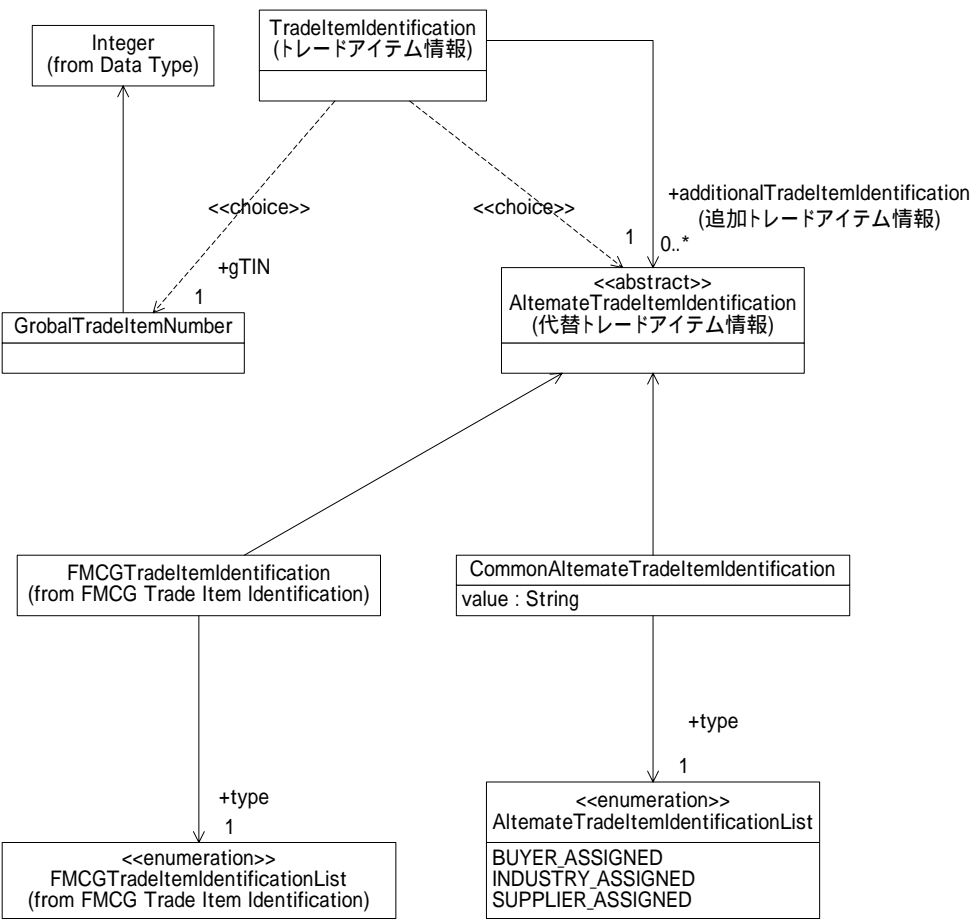 TradeItemIdentification
(トレードアイテム情報)
Integer
(from Data Type)
+additionalTradeItemIdentification
(追加トレードアイテム情報)
<<choice>>
<<choice>>
1
0..*
+gTIN
1
<<abstract>>
AltemateTradeItemIdentification
(代替トレードアイテム情報)
GrobalTradeItemNumber
FMCGTradeItemIdentification
(from FMCG Trade Item Identification)
CommonAltemateTradeItemIdentification
value : String
+type
1
+type
1
<<enumeration>>
AltemateTradeItemIdentificationList
BUYER_ASSIGNED
INDUSTRY_ASSIGNED
SUPPLIER_ASSIGNED
<<enumeration>>
FMCGTradeItemIdentificationList
(from FMCG Trade Item Identification)